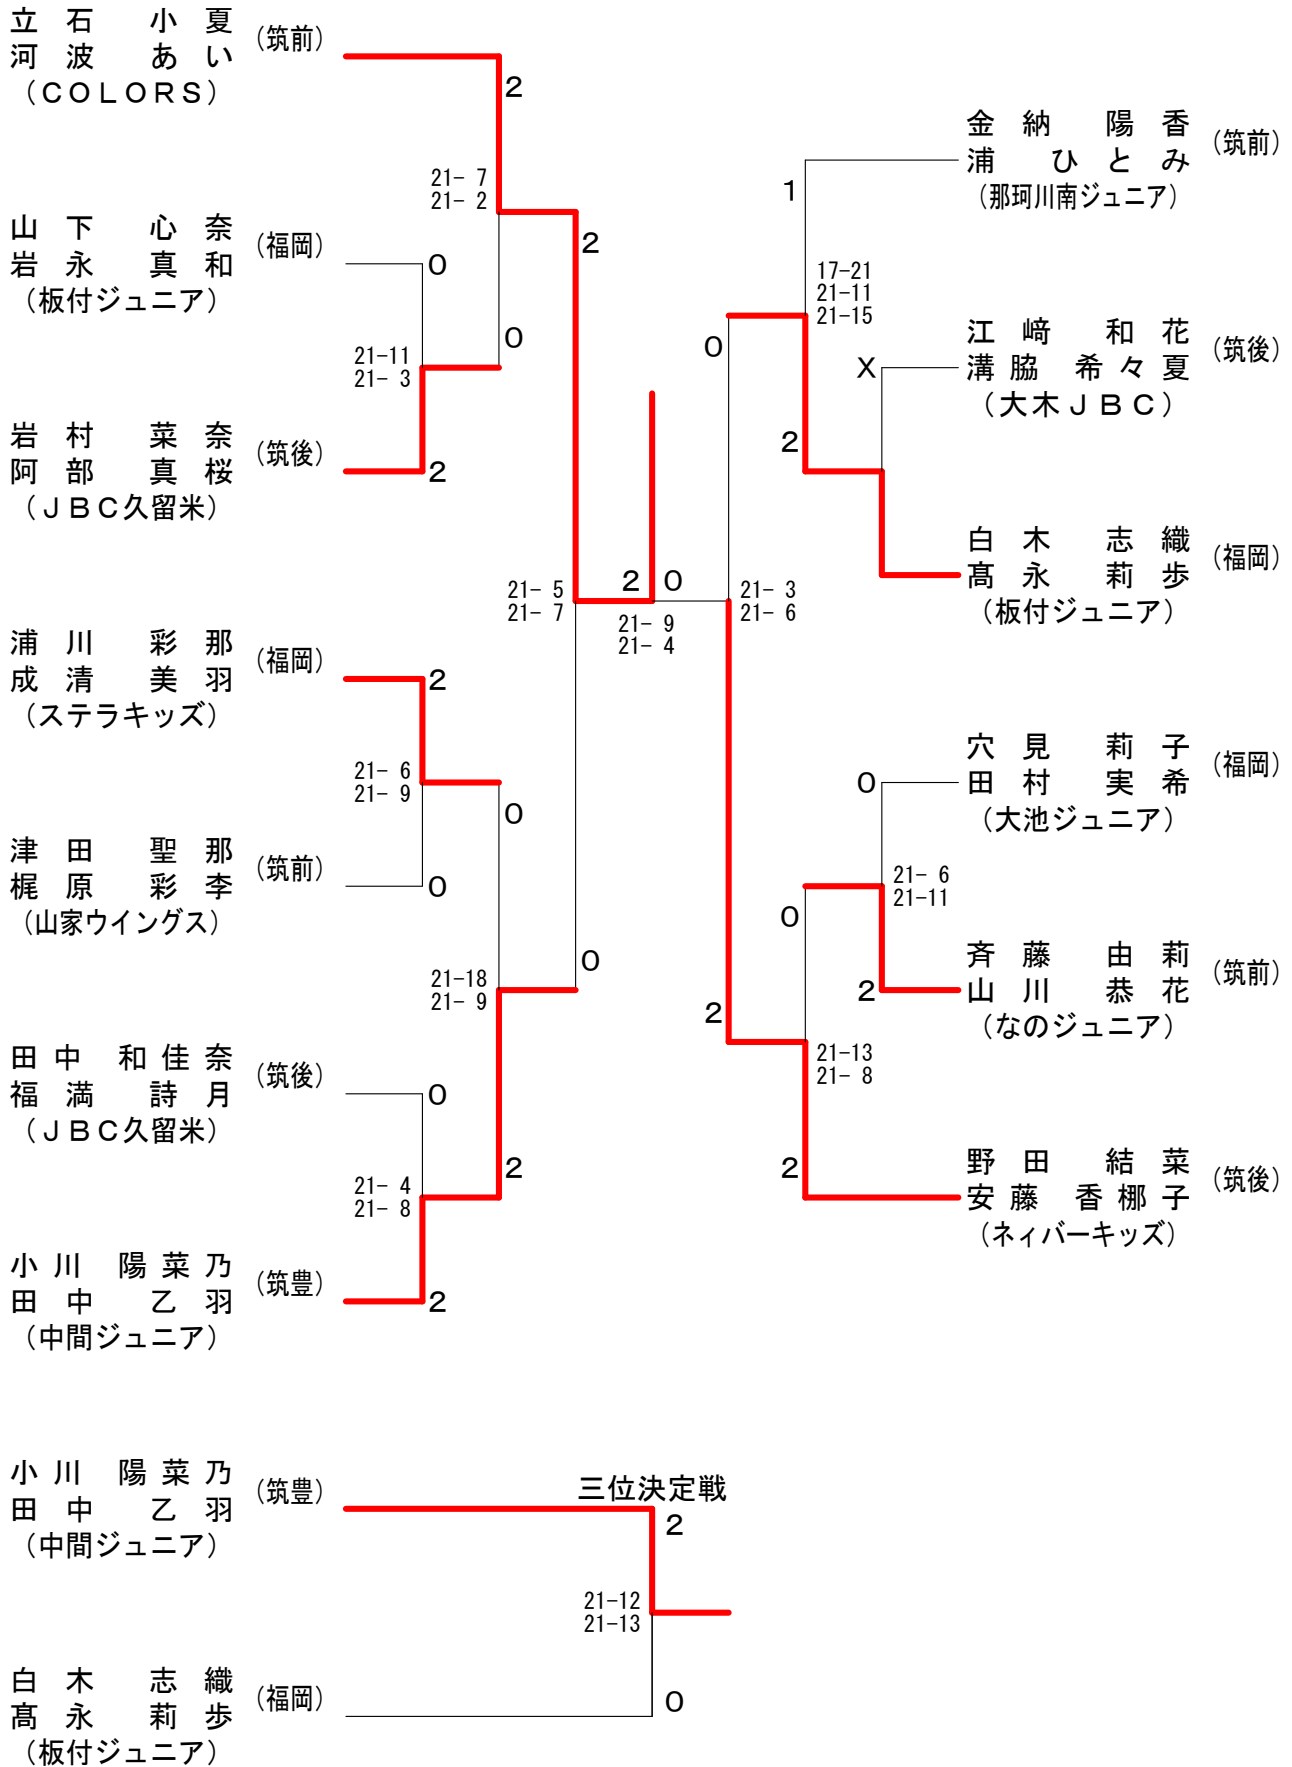 立石 小夏
河波 あい
(筑前)
(COLORS)
2
21- 7
21- 2
山下 心奈
岩永 真和
(福岡)
(板付ジュニア)
0
21-11
21- 3
0
岩村 菜奈
阿部 真桜
(筑後)
(JBC久留米)
2
2
21- 5
21- 7
浦川 彩那
成清 美羽
(福岡)
(ステラキッズ)
2
21- 6
21- 9
0
津田 聖那
梶原 彩李
(筑前)
(山家ウイングス)
0
21-18
21- 9
0
田中 和佳奈
福満 詩月
(筑後)
(JBC久留米)
0
21- 4
21- 8
2
小川 陽菜乃
田中 乙羽
(筑豊)
(中間ジュニア)
2
2 0
21- 9
21- 4
金納 陽香
浦 ひとみ
(筑前)
(那珂川南ジュニア)
1
17-21
21-11
21-15
0
江﨑 和花
溝脇 希々夏
(筑後)
(大木JBC)
X
2
白木 志織
髙永 莉歩
(福岡)
(板付ジュニア)
21- 3
21- 6
穴見 莉子
田村 実希
(福岡)
(大池ジュニア)
0
21- 6
21-11
0
斉藤 由莉
山川 恭花
(筑前)
(なのジュニア)
2
2
21-13
21- 8
野田 結菜
安藤 香梛子
(筑後)
(ネィバーキッズ)
2
三位決定戦
小川 陽菜乃
田中 乙羽
(筑豊)
(中間ジュニア)
2
21-12
21-13
白木 志織
髙永 莉歩
(福岡)
(板付ジュニア)
0